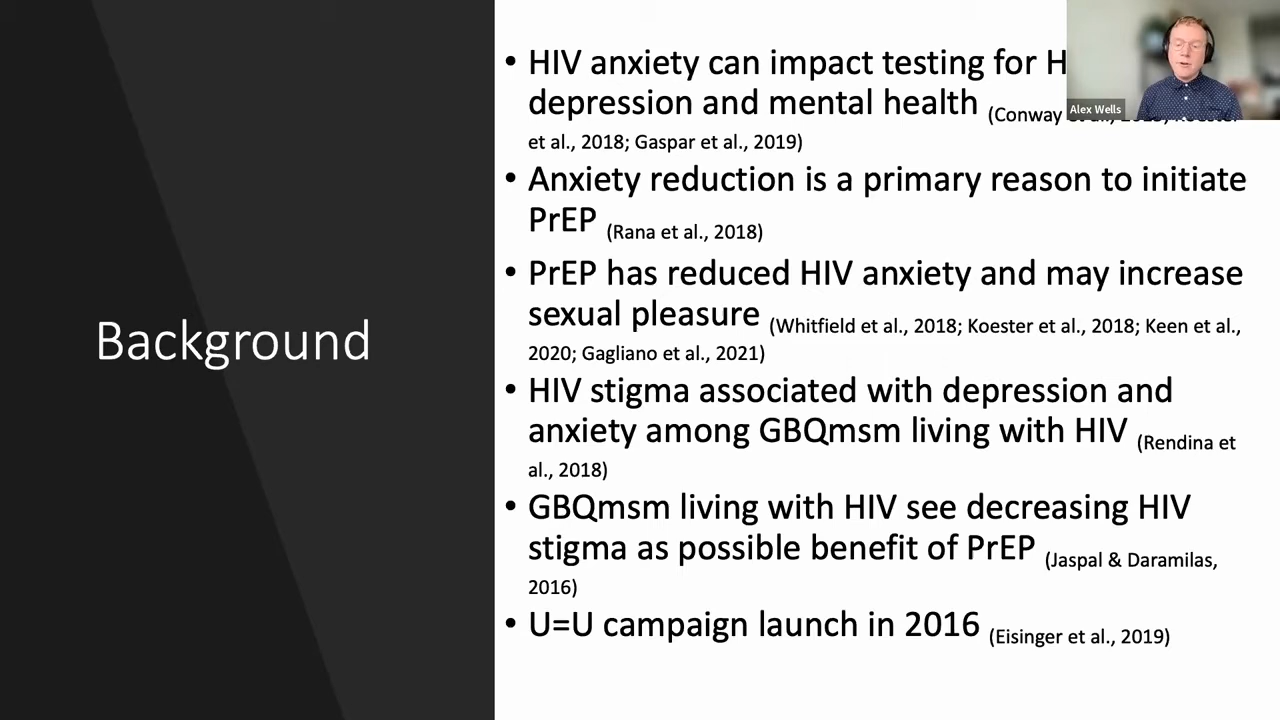 Background
• HIV anxiety can impact testing for H
depression and mental health (Conway
et al., 2018; Gaspar et al., 2019)
• Anxiety reduction is a primary reason to initiate
PrEP (Rana et al., 2018)
• PrEP has reduced HIV anxiety and may increase
sexual pleasure (Whitfield et al., 2018; Koester et al., 2018; Keen et al.,
2020; Gagliano et al., 2021)
• HIV stigma associated with depression and
anxiety among GBQmsm living with HIV (Rendina et
al., 2018)
• GBQmsm living with HIV see decreasing HIV
stigma as possible benefit of PrEP (Jaspal & Daramilas,
2016)
• U=U campaign launch in 2016 (Eisinger et al., 2019)
Alex Wells